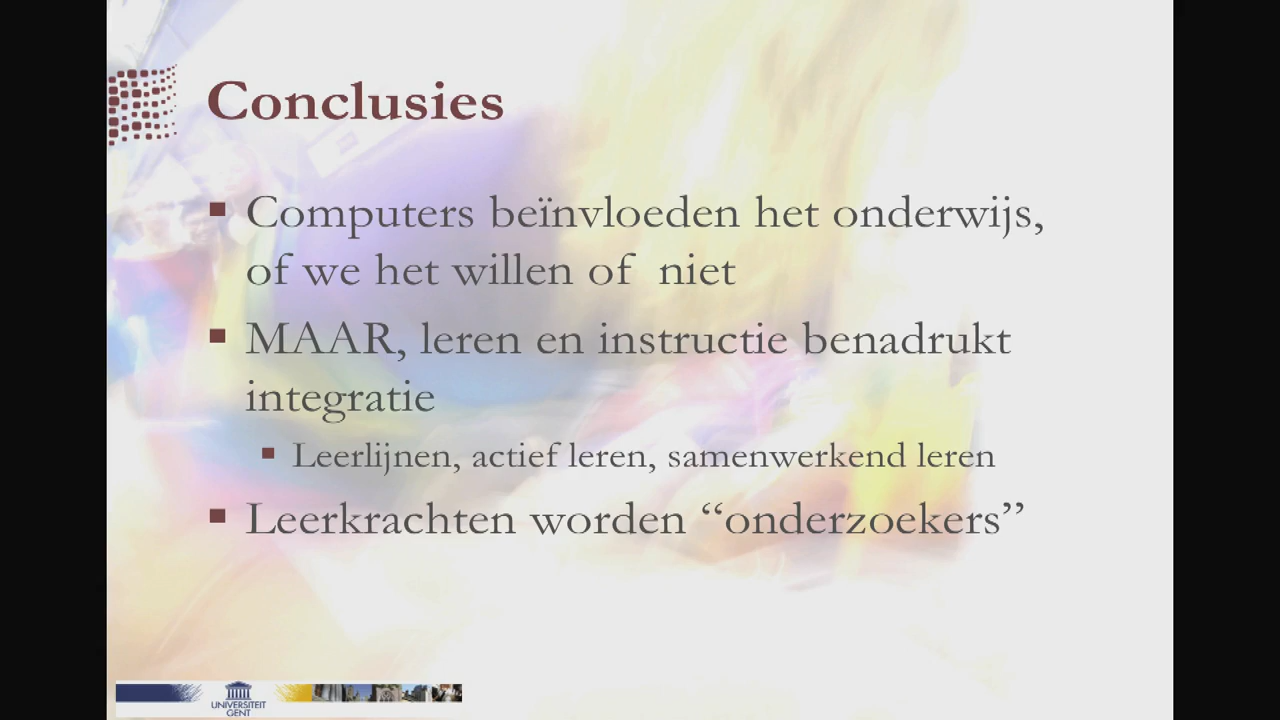 Conclusies
Computers beïnvloeden het onderwijs,
of we het willen of  niet
MAAR, leren en instructie benadrukt
integratie
Leerlijnen, actief leren, samenwerkend leren
Leerkrachten worden “onderzoekers”
UNIVERSITEIT
GENT